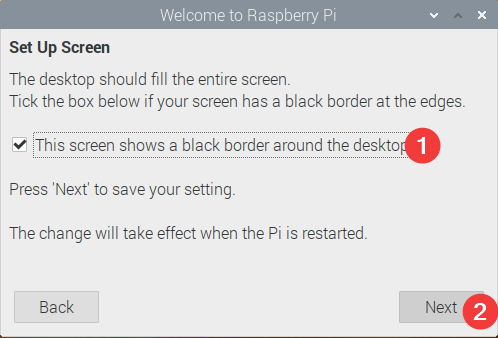 Welcome to Raspberry Pi
Set Up Screen
The desktop should fill the entire screen.
Tick the box below if your screen has a black border at the edges.
This screen shows a black border around the desktop
1
Press 'Next' to save your setting.
The change will take effect when the Pi is restarted.
Back
Next
2